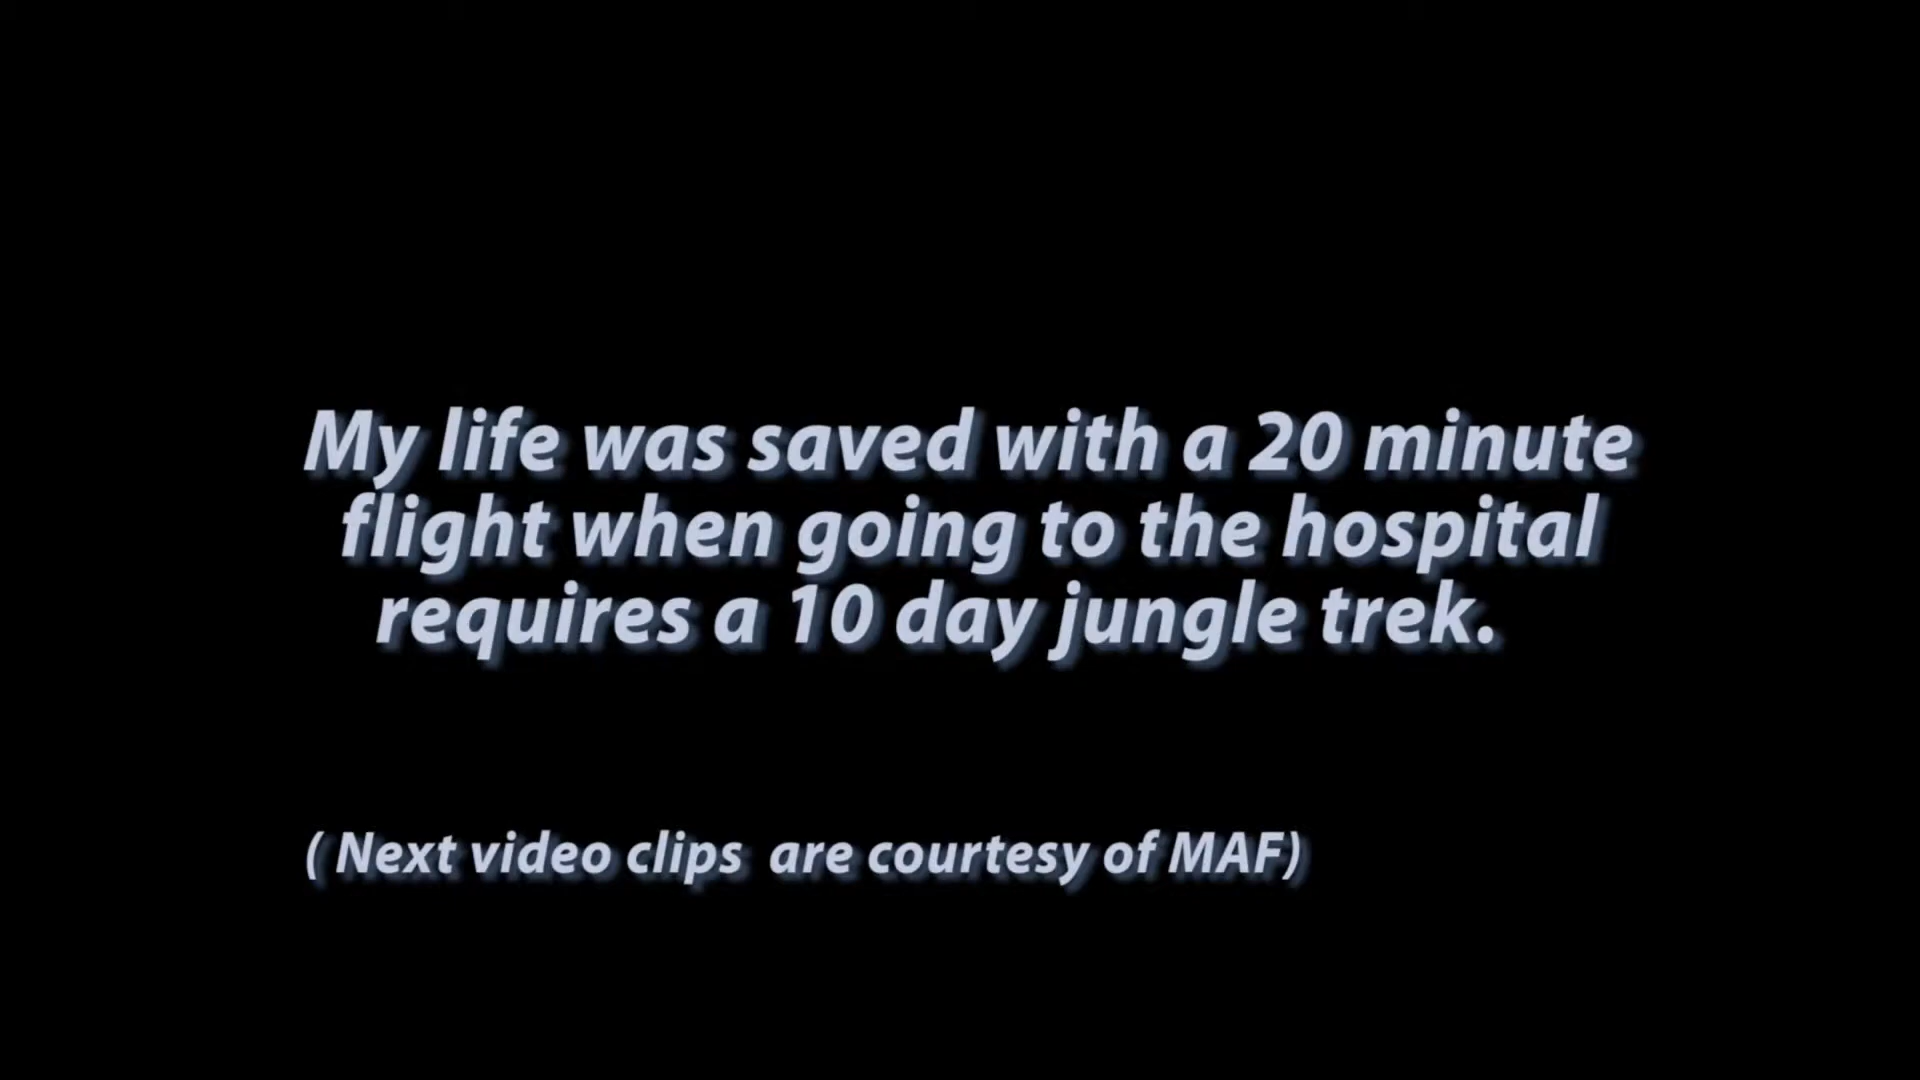 My life was saved with a 20 minute
flight when going to the hospital
requires a 10 day jungle trek.
( Next video clips  are courtesy of MAF)